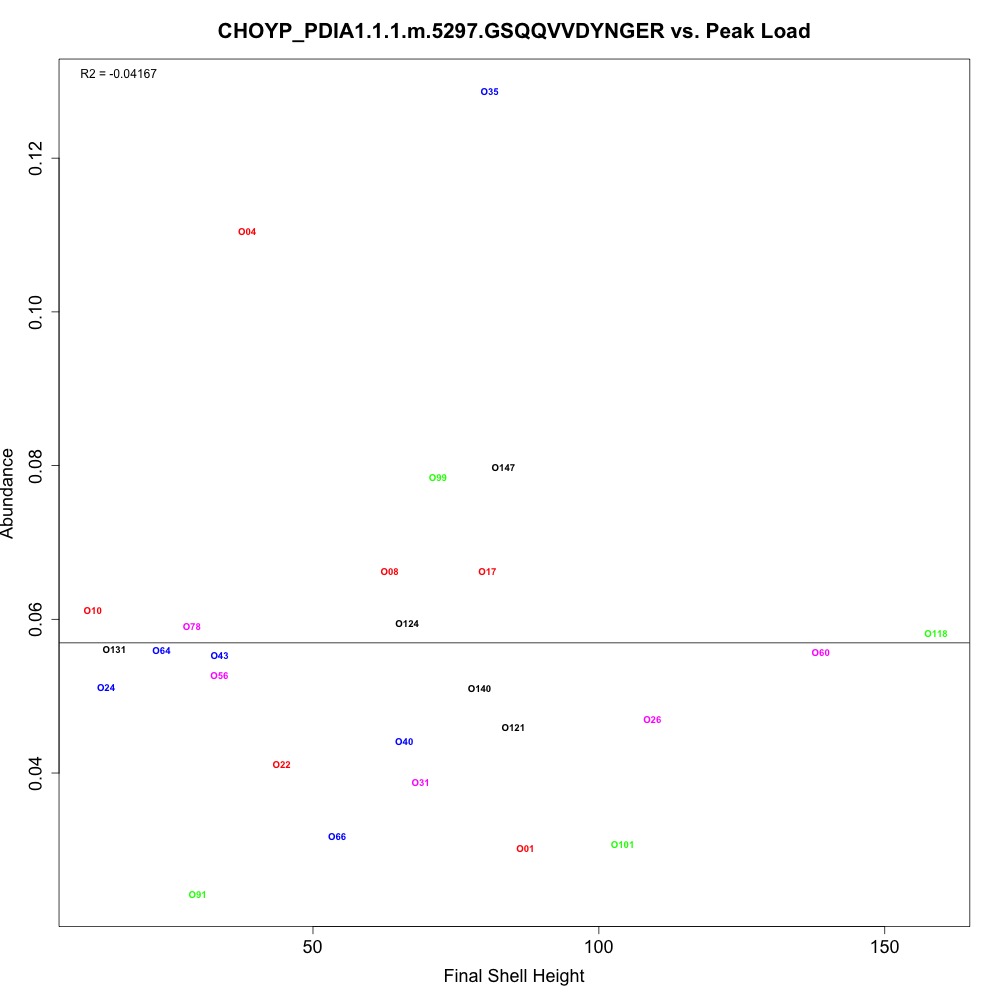 CHOYP_PDIA1.1.1.m.5297.GSQQVVDYNGER vs. Peak Load
R2 = -0.04167
O35
0.12
O04
0.10
0.08
O147
O99
O08
O17
O10
0.06
O124
O78
O118
O131
O64
O43
O60
O56
O24
O140
O26
O121
O40
0.04
O22
O31
O66
O101
O01
O91
Abundance
50
100
150
Final Shell Height